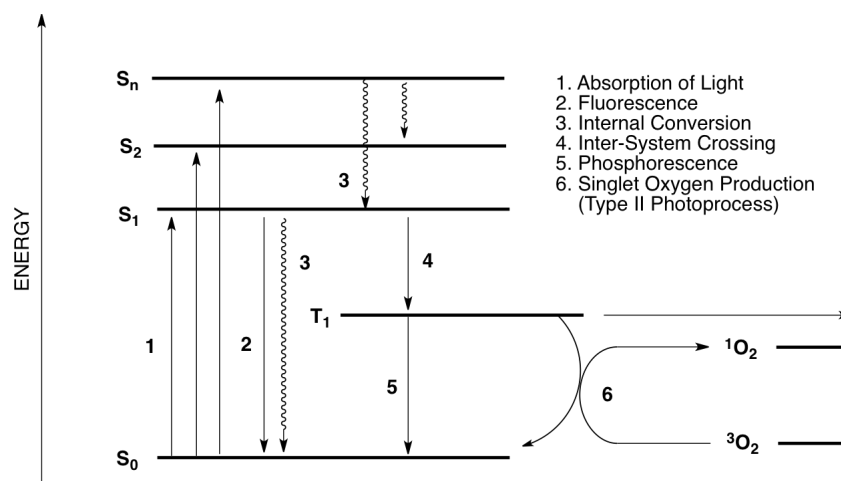 ENERGY
Sₙ
S₂
S₁
T₁
S₀
1
2
3
3
4
5
6
¹O₂
³O₂
1. Absorption of Light
2. Fluorescence
3. Internal Conversion
4. Inter-System Crossing
5. Phosphorescence
6. Singlet Oxygen Production
(Type II Photoprocess)